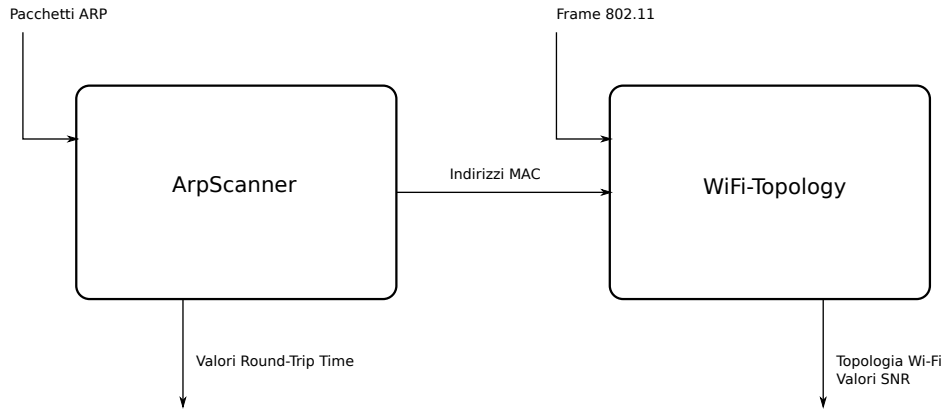 Pacchetti ARP
Frame 802.11
ArpScanner
Indirizzi MAC
WiFi-Topology
Valori Round-Trip Time
Topologia Wi-Fi
Valori SNR